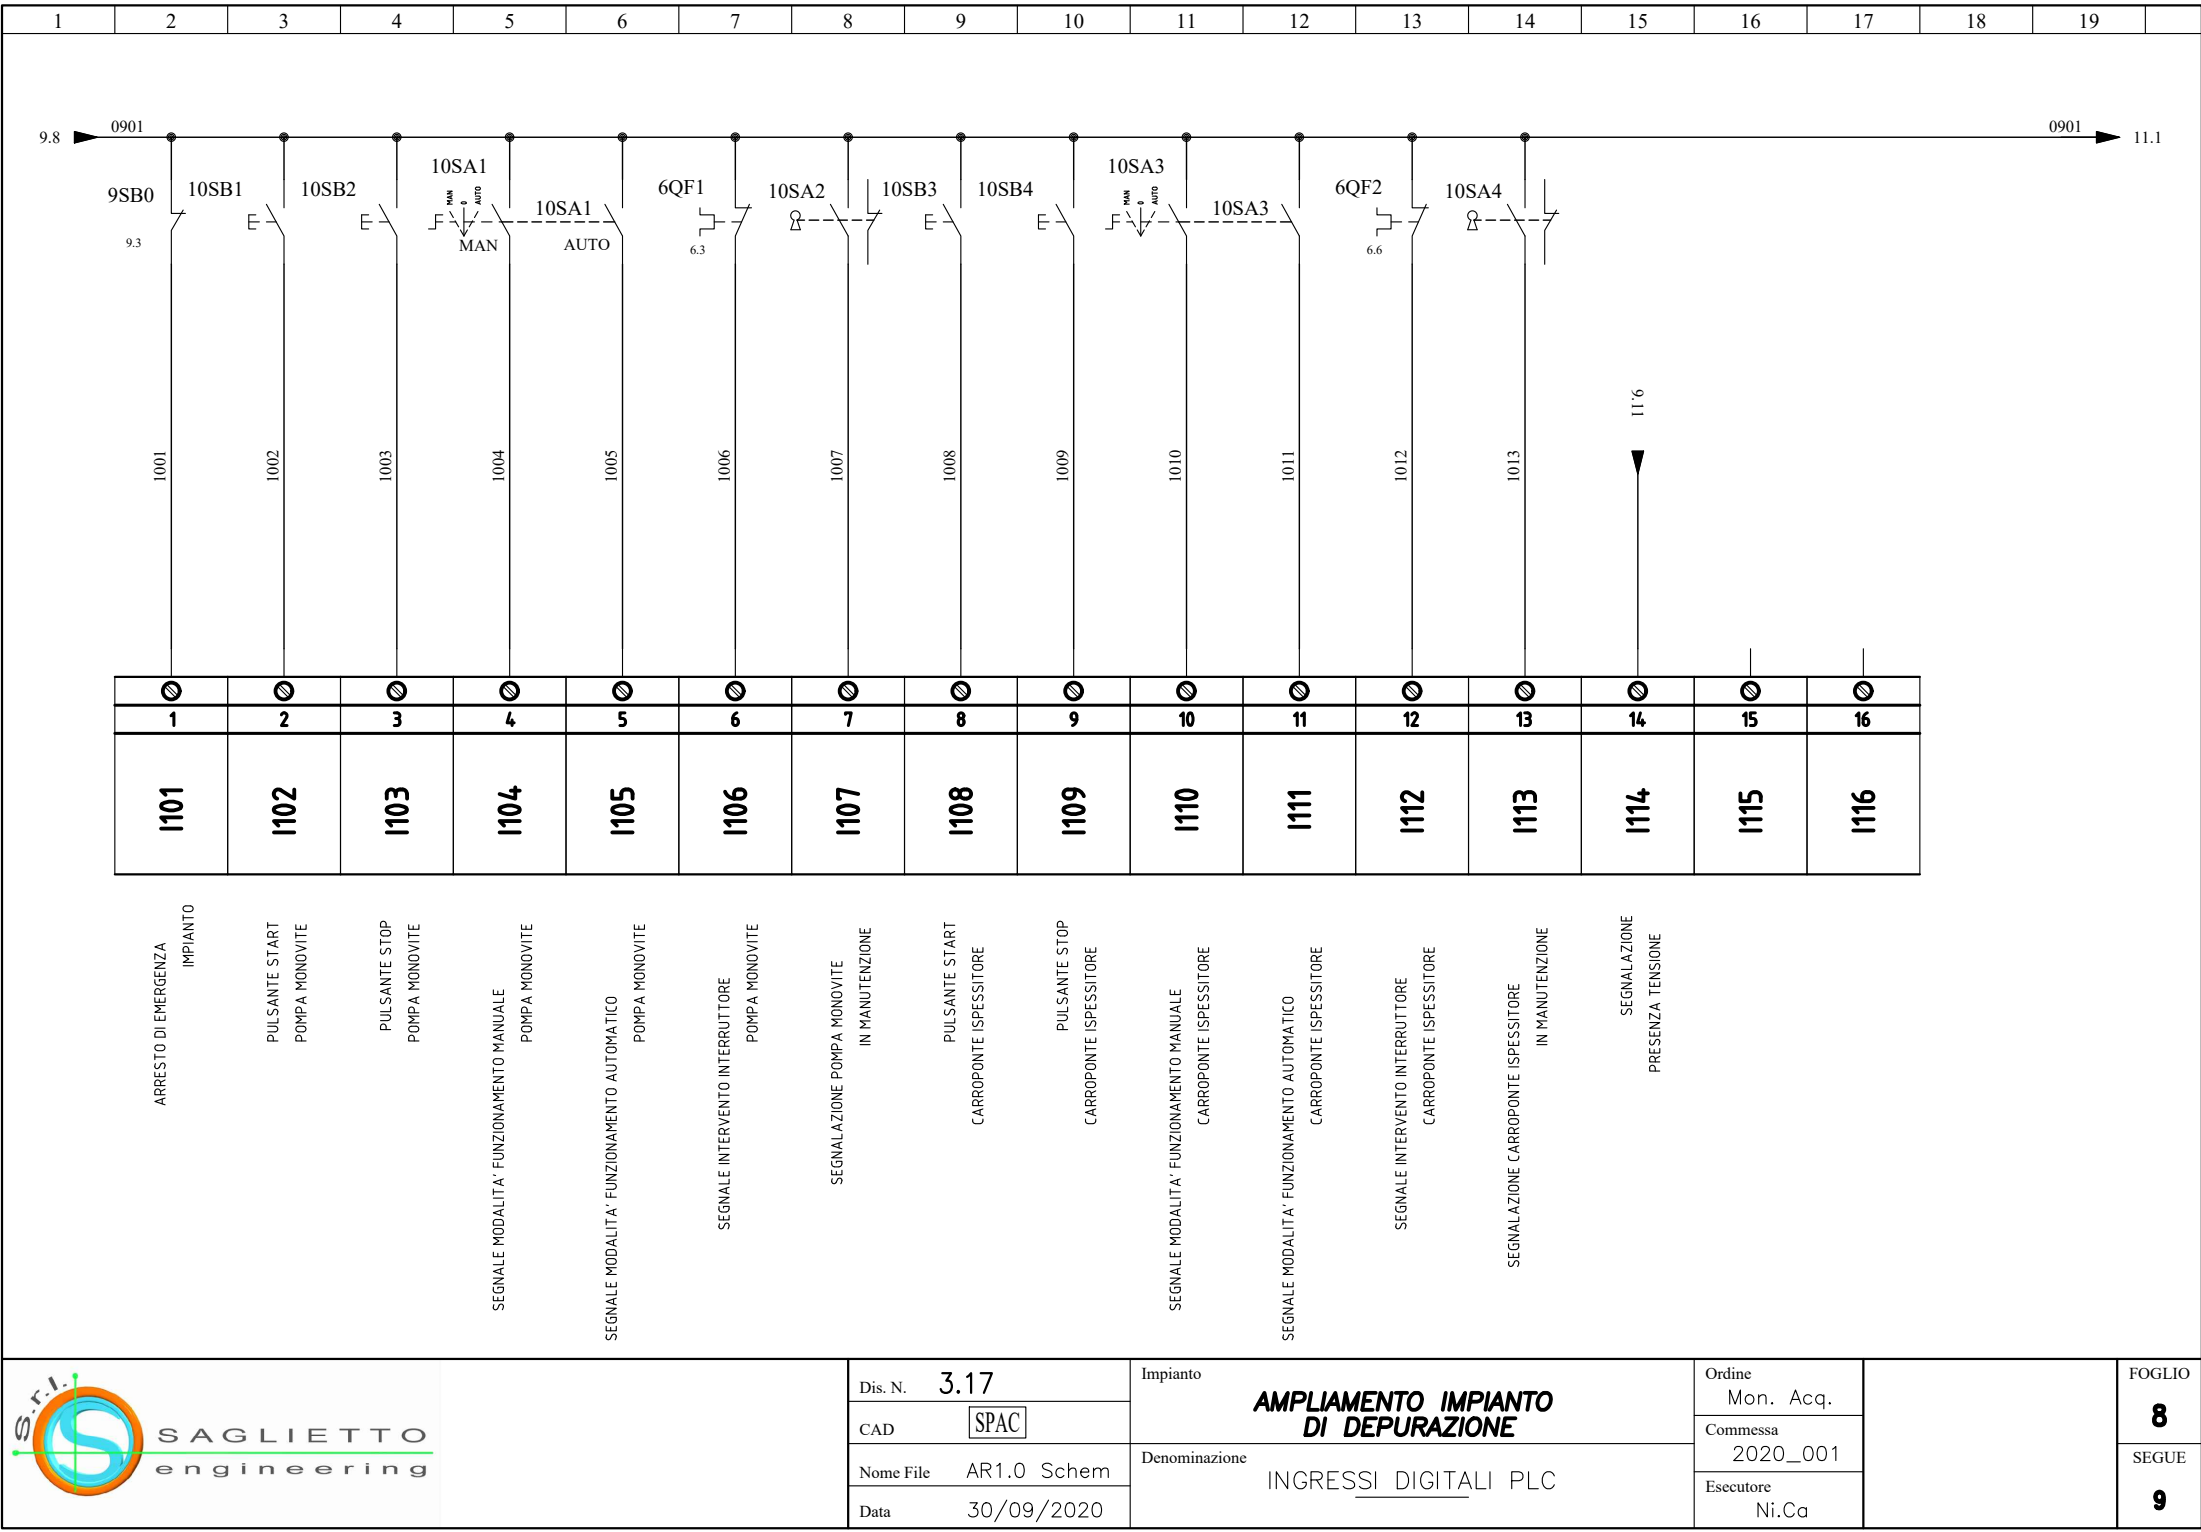 1 2 3 4 5 6 7 8 9 10 11 12 13 14 15 16 17 18 19
9.8 0901 0901 11.1
9SB0 10SB1 10SB2 10SA1 10SA1 6QF1 10SA2 10SB3 10SB4 10SA3 10SA3 6QF2 10SA4
MAN 0 AUTO MAN 0 AUTO
9.3 MAN AUTO 6.3 6.6
9.11
1001 1002 1003 1004 1005 1006 1007 1008 1009 1010 1011 1012 1013
1 2 3 4 5 6 7 8 9 10 11 12 13 14 15 16
I101 I102 I103 I104 I105 I106 I107 I108 I109 I110 I111 I112 I113 I114 I115 I116
ARRESTO DI EMERGENZA
IMPIANTO
PULSANTE START
POMPA MONOVITE
PULSANTE STOP
POMPA MONOVITE
SEGNALE MODALITA' FUNZIONAMENTO MANUALE
POMPA MONOVITE
SEGNALE MODALITA' FUNZIONAMENTO AUTOMATICO
POMPA MONOVITE
SEGNALE INTERVENTO INTERRUTTORE
POMPA MONOVITE
SEGNALAZIONE POMPA MONOVITE
IN MANUTENZIONE
PULSANTE START
CARROPONTE ISPESSITORE
PULSANTE STOP
CARROPONTE ISPESSITORE
SEGNALE MODALITA' FUNZIONAMENTO MANUALE
CARROPONTE ISPESSITORE
SEGNALE MODALITA' FUNZIONAMENTO AUTOMATICO
CARROPONTE ISPESSITORE
SEGNALE INTERVENTO INTERRUTTORE
CARROPONTE ISPESSITORE
SEGNALAZIONE CARROPONTE ISPESSITORE
IN MANUTENZIONE
SEGNALAZIONE
PRESENZA TENSIONE
S.r.l.
SAGLIETTO
engineering
Dis. N. 3.17
CAD SPAC
Nome File AR1.0 Schem
Data 30/09/2020
Impianto
AMPLIAMENTO IMPIANTO
DI DEPURAZIONE
Denominazione
INGRESSI DIGITALI PLC
Ordine
Mon. Acq.
Commessa
2020_001
Esecutore
Ni.Ca
FOGLIO
8
SEGUE
9